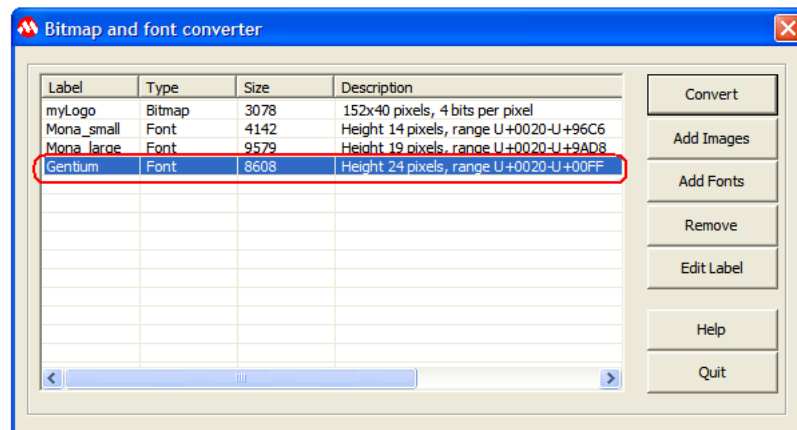 Bitmap and font converter
Label Type Size Description
myLogo Bitmap 3078 152x40 pixels, 4 bits per pixel
Mona_small Font 4142 Height 14 pixels, range U+0020-U+96C6
Mona_large Font 9579 Height 19 pixels, range U+0020-U+9AD8
Gentium Font 8608 Height 24 pixels, range U+0020-U+00FF
Convert
Add Images
Add Fonts
Remove
Edit Label
Help
Quit